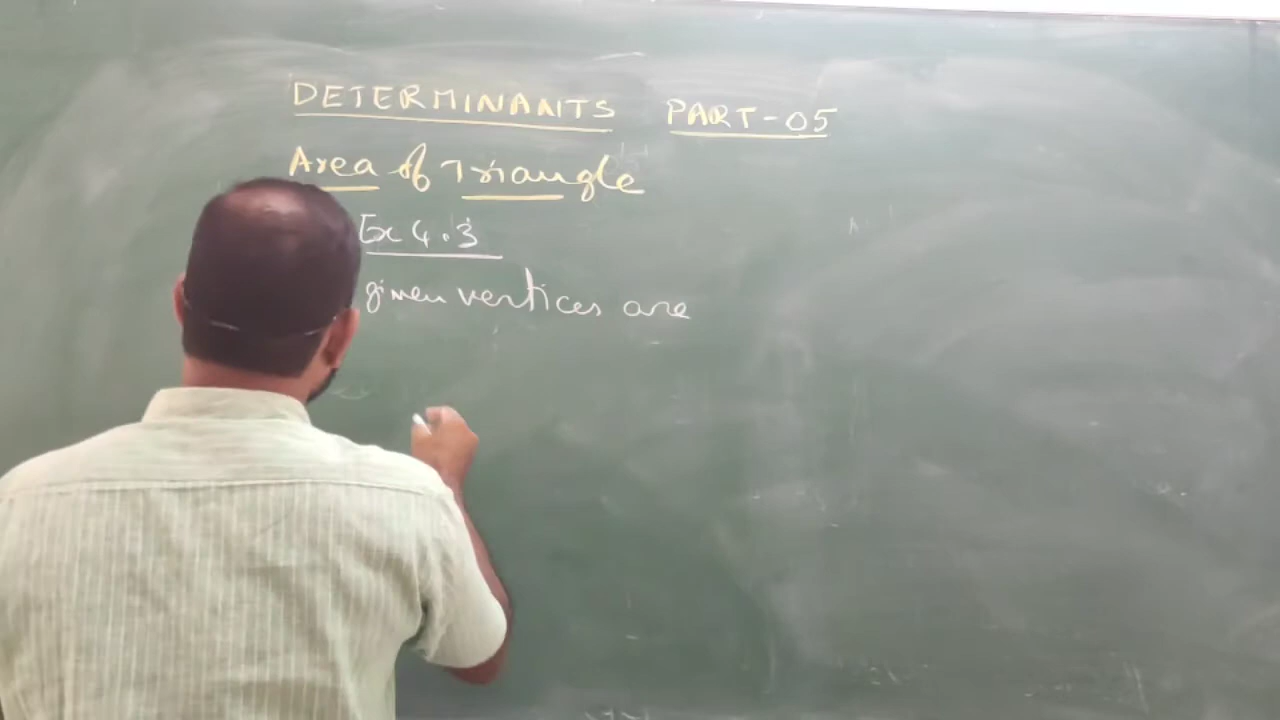 DETERMINANTS PART-05
Area of Triangle
Ex 4.3
given vertices are